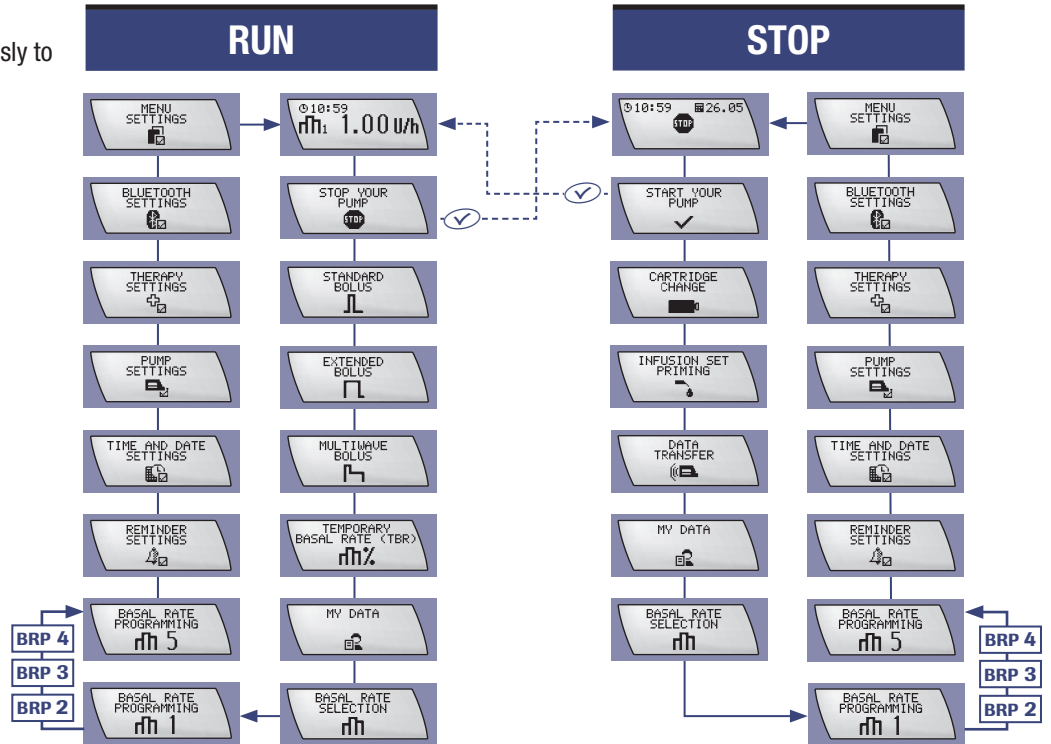 sly to
RUN
STOP
MENU
SETTINGS
10:59
1 1.00 U/h
BLUETOOTH
SETTINGS
STOP YOUR
PUMP
STOP
THERAPY
SETTINGS
STANDARD
BOLUS
PUMP
SETTINGS
EXTENDED
BOLUS
TIME AND DATE
SETTINGS
MULTIWAVE
BOLUS
REMINDER
SETTINGS
TEMPORARY
BASAL RATE (TBR)
%
BASAL RATE
PROGRAMMING
5
MY DATA
BRP 4
BRP 3
BRP 2
BASAL RATE
PROGRAMMING
1
BASAL RATE
SELECTION
10:59 26.05
STOP
MENU
SETTINGS
START YOUR
PUMP
BLUETOOTH
SETTINGS
CARTRIDGE
CHANGE
THERAPY
SETTINGS
INFUSION SET
PRIMING
PUMP
SETTINGS
DATA
TRANSFER
TIME AND DATE
SETTINGS
MY DATA
REMINDER
SETTINGS
BASAL RATE
SELECTION
BASAL RATE
PROGRAMMING
5
BRP 4
BRP 3
BRP 2
BASAL RATE
PROGRAMMING
1